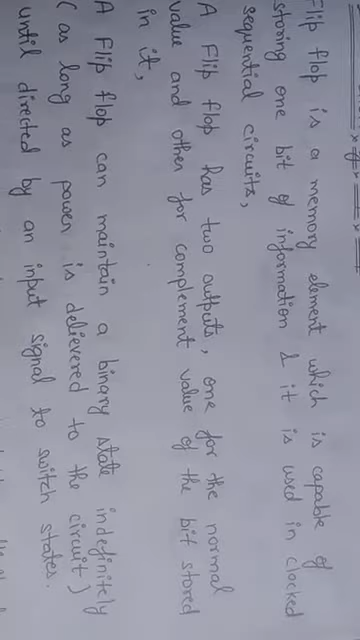 Flip flop is a memory element which is capable of
storing one bit of information & it is used in clocked
sequential circuits,
A Flip flop has two outputs, one for the normal
value and other for complement value of the bit stored
in it,
A Flip flop can maintain a binary state indefinitely
(as long as power is delievered to the circuit)
until directed by an input signal to switch states.